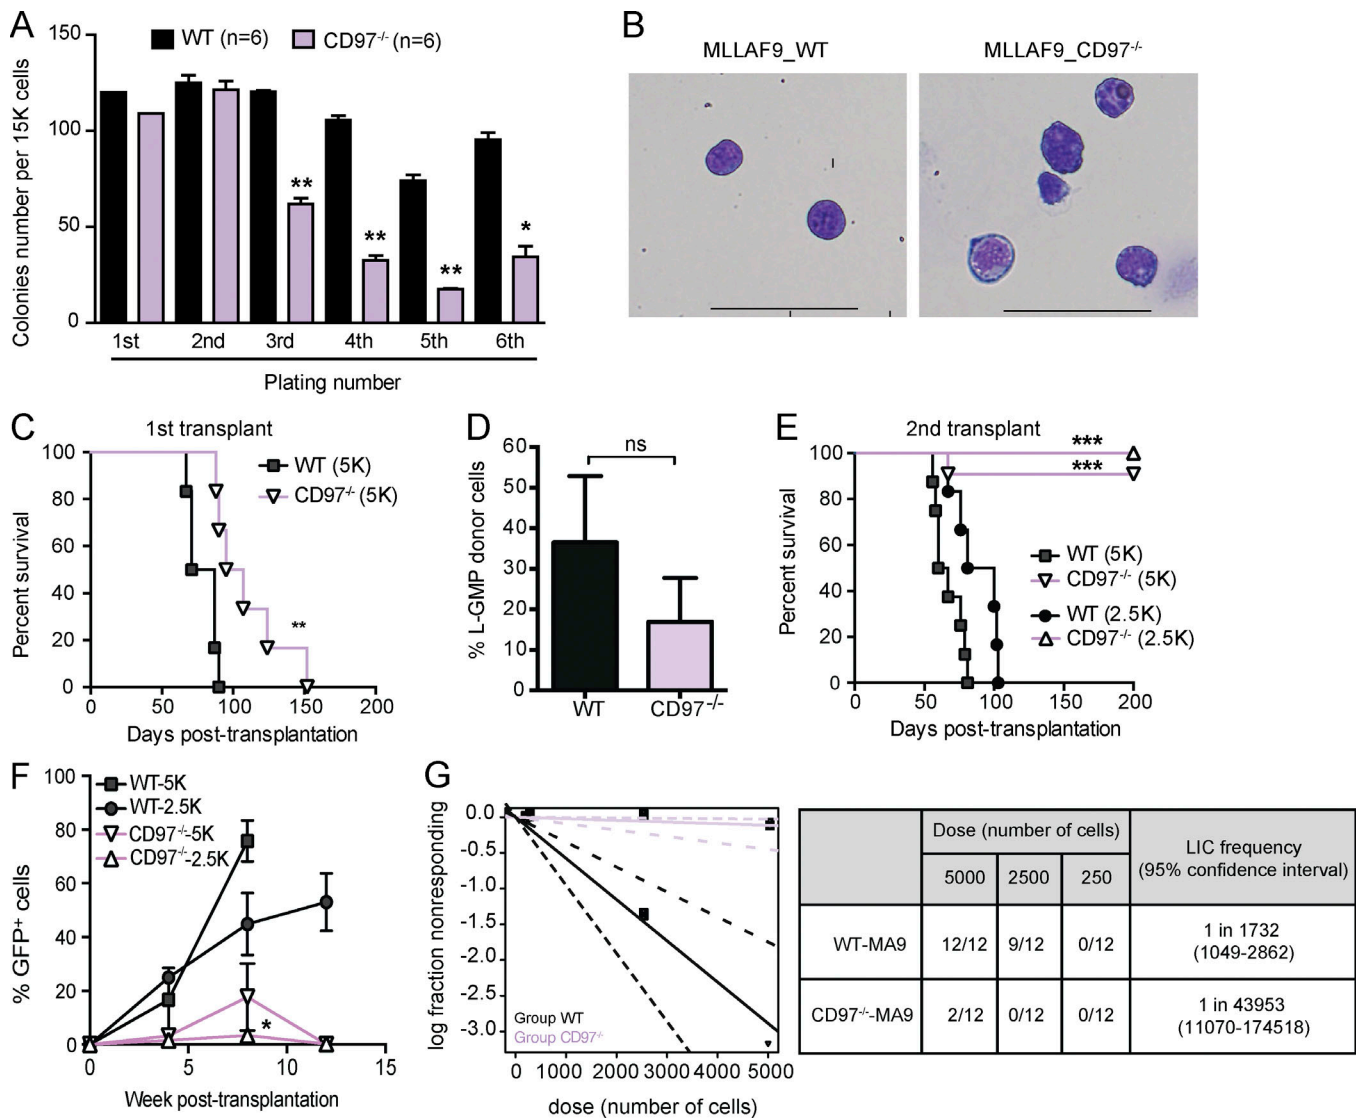 A
150
100
50
0
Colonies number per 15K cells
WT (n=6)
CD97-/- (n=6)
**
**
**
*
1st 2nd 3rd 4th 5th 6th
Plating number
B
MLLAF9_WT
MLLAF9_CD97-/-
C
1st transplant
100
80
60
40
20
0
Percent survival
WT (5K)
CD97-/- (5K)
**
0 50 100 150 200
Days post-transplantation
D
60
50
40
30
20
10
0
% L-GMP donor cells
ns
WT CD97-/-
E
2nd transplant
100
80
60
40
20
0
Percent survival
***
***
WT (5K)
CD97-/- (5K)
WT (2.5K)
CD97-/- (2.5K)
0 50 100 150 200
Days post-transplantation
F
100
80
60
40
20
0
% GFP+ cells
WT-5K
WT-2.5K
CD97-/--5K
CD97-/--2.5K
*
0 5 10 15
Week post-transplantation
G
0.0
-0.5
-1.0
-1.5
-2.0
-2.5
-3.0
log fraction nonresponding
Group WT
Group CD97-/-
0 1000 2000 3000 4000 5000
dose (number of cells)
Dose (number of cells)
LIC frequency
(95% confidence interval)
5000 2500 250
WT-MA9 12/12 9/12 0/12 1 in 1732
(1049-2862)
CD97-/--MA9 2/12 0/12 0/12 1 in 43953
(11070-174518)